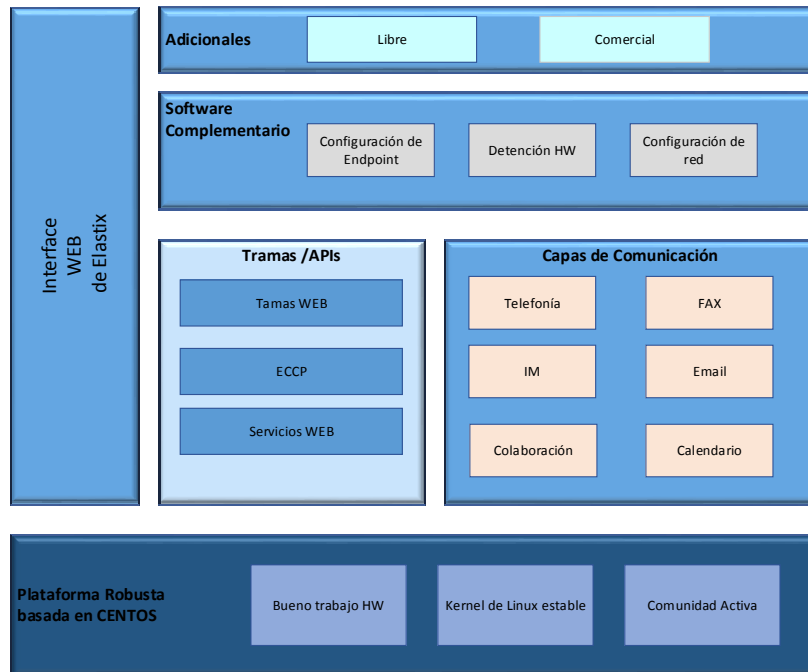 Adicionales
Libre
Comercial
Software
Complementario
Configuración de
Endpoint
Detención HW
Configuración de
red
Interface
WEB
de Elastix
Tramas /APIs
Tamas WEB
ECCP
Servicios WEB
Capas de Comunicación
Telefonía
FAX
IM
Email
Colaboración
Calendario
Plataforma Robusta
basada en CENTOS
Bueno trabajo HW
Kernel de Linux estable
Comunidad Activa